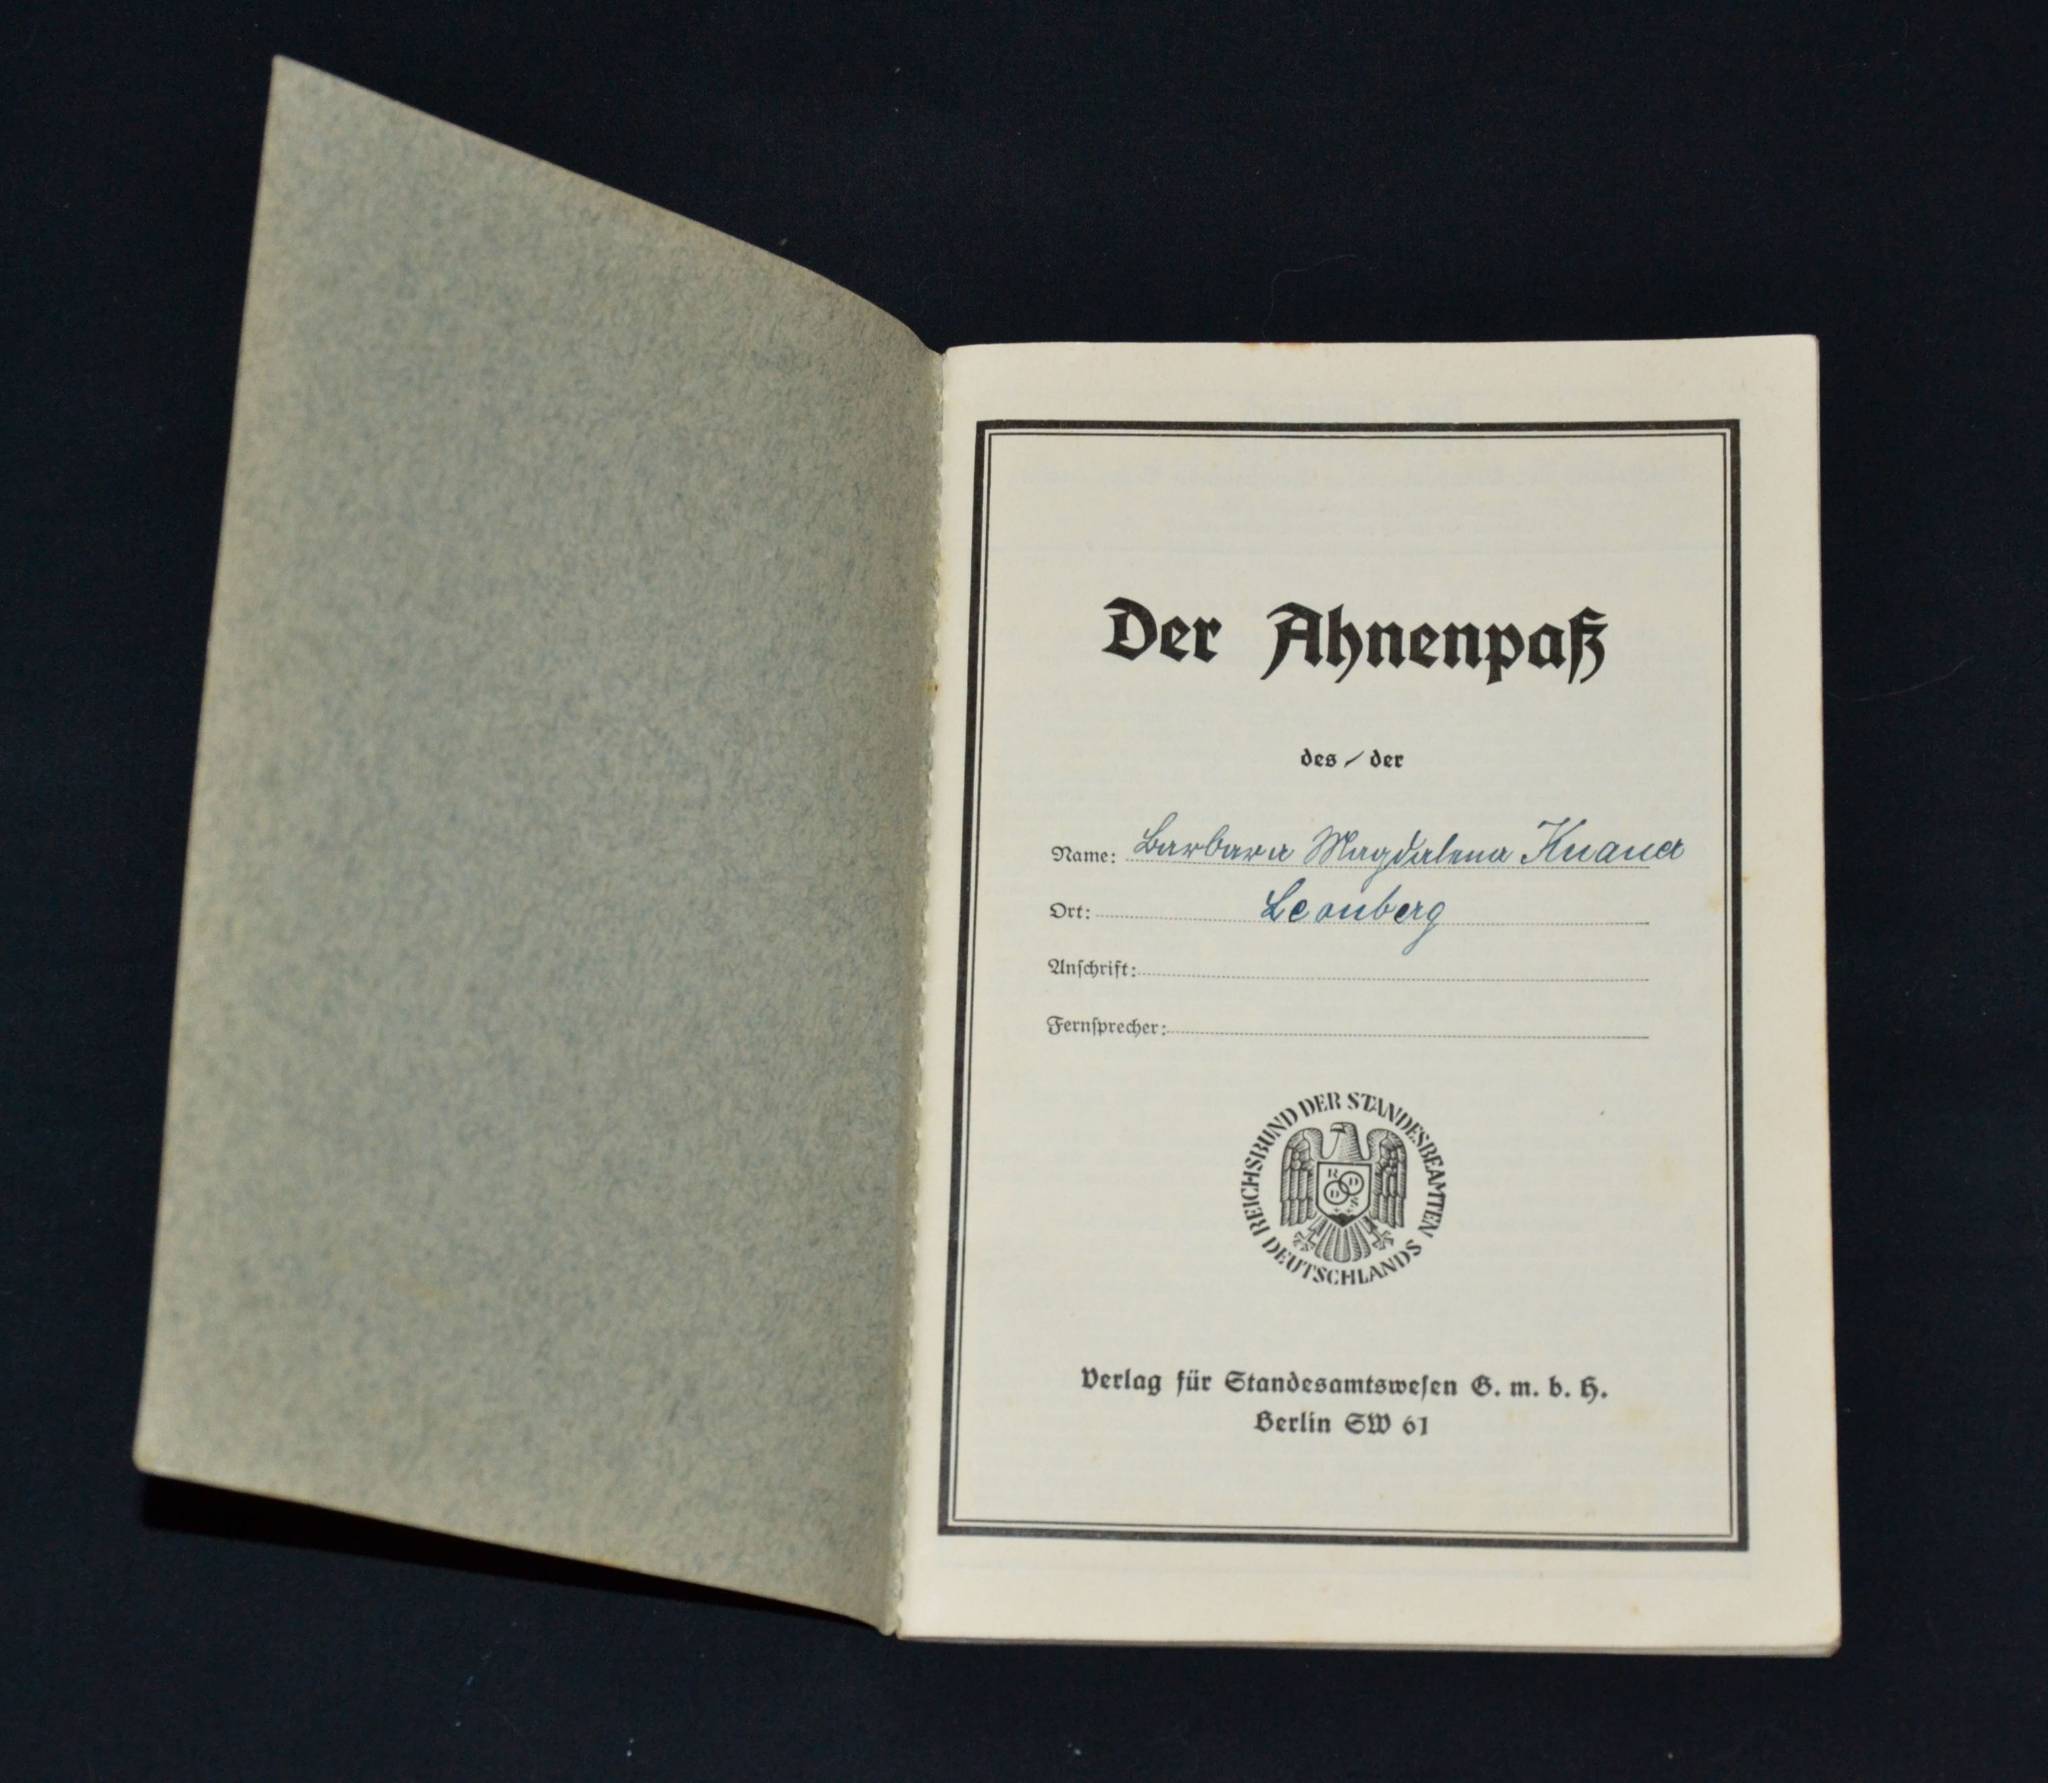 Der Ahnenpaß
des / der
Name: Barbara Magdalena Knauer
Ort: Leonberg
Anschrift:
Fernsprecher:
REICHSBUND DER STANDESBEAMTEN DEUTSCHLANDS
R D D S
Verlag für Standesamtswesen G. m. b. H.
Berlin SW 61